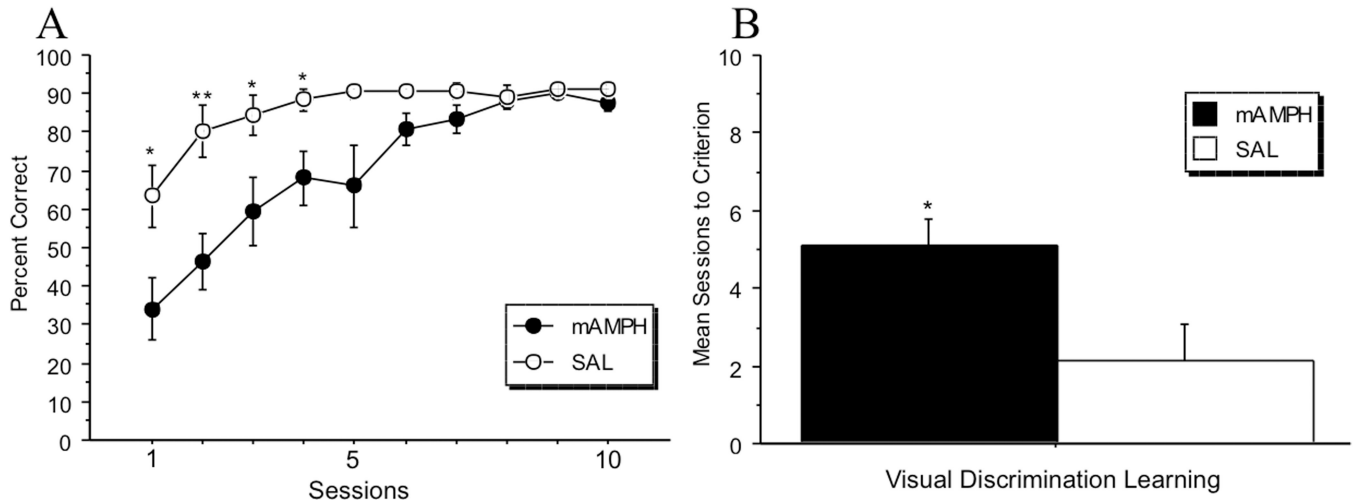 A
100
90
80
70
60
50
40
30
20
10
0
Percent Correct
*
**
*
*
mAMPH
SAL
1
5
10
Sessions
B
10
8
6
4
2
0
Mean Sessions to Criterion
*
mAMPH
SAL
Visual Discrimination Learning